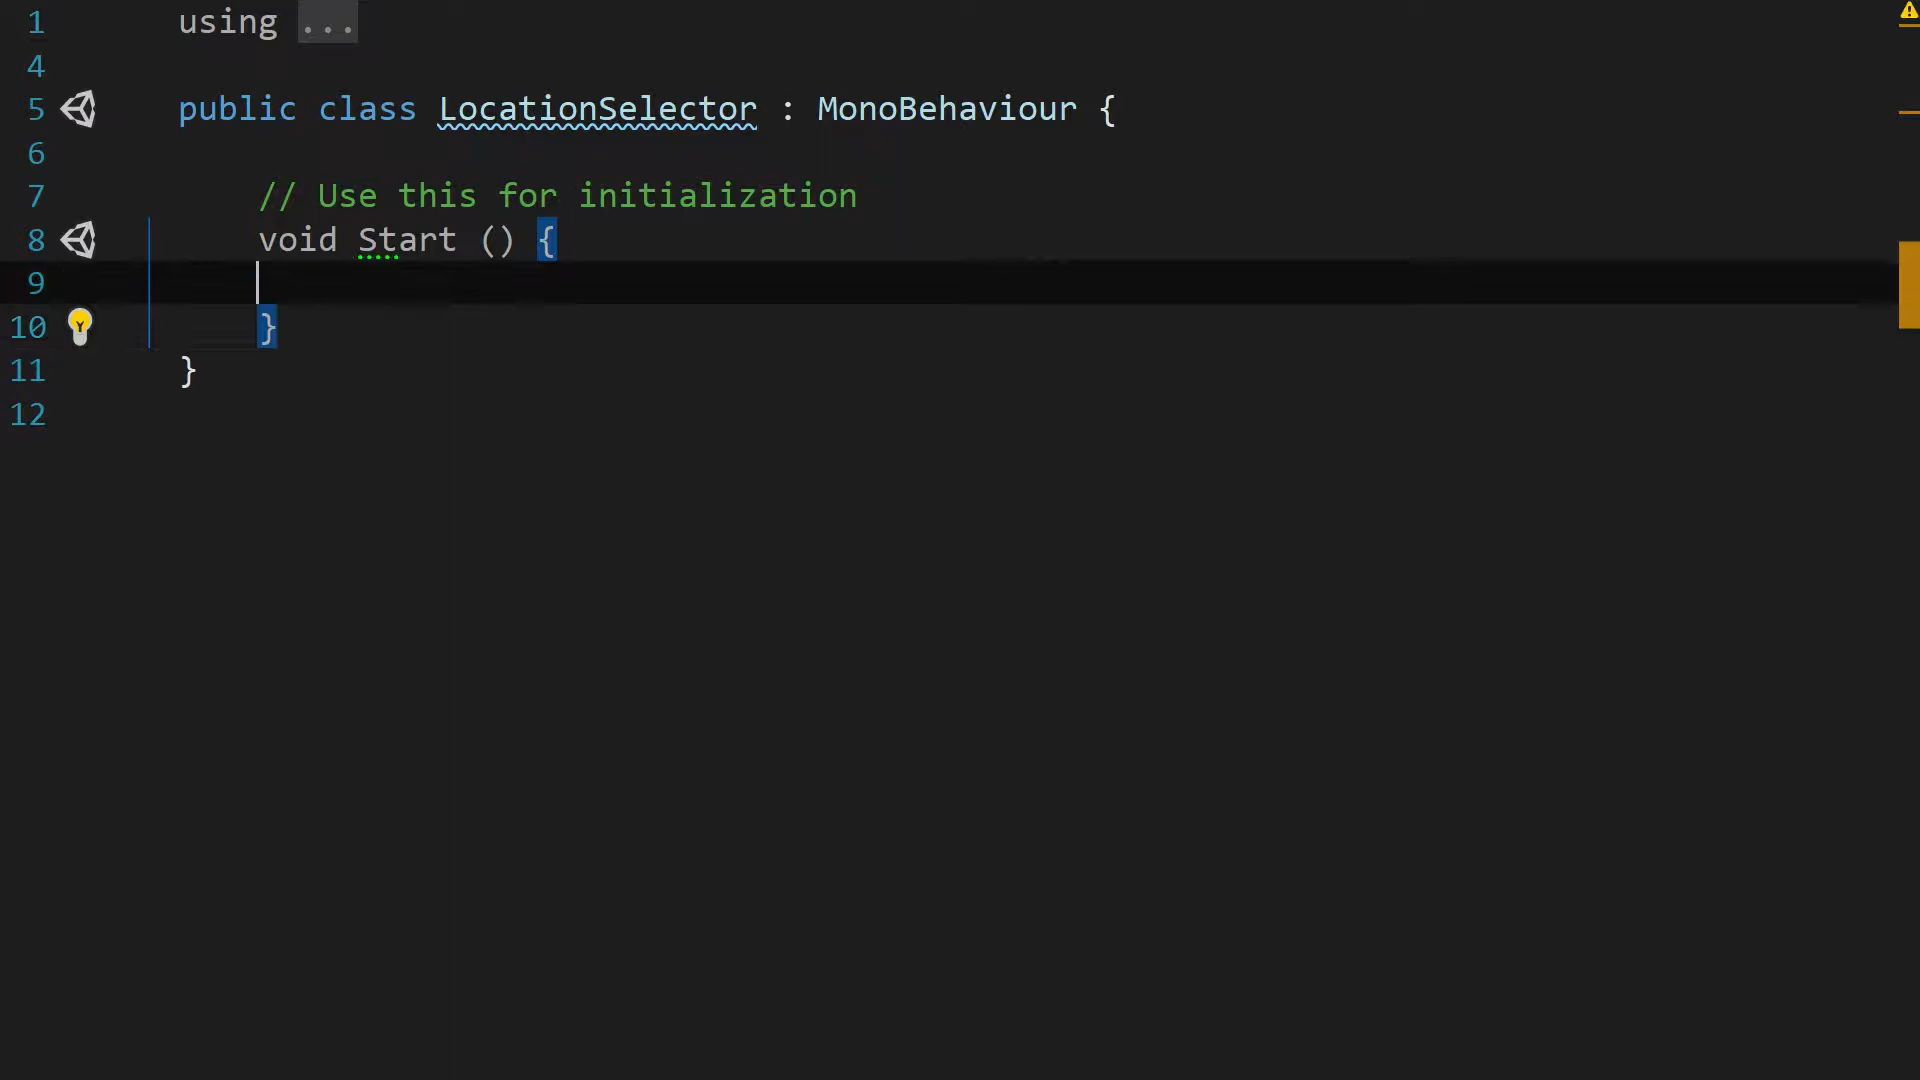 1 using ...
4
5 public class LocationSelector : MonoBehaviour {
6
7 // Use this for initialization
8 void Start () {
9
10 }
11 }
12